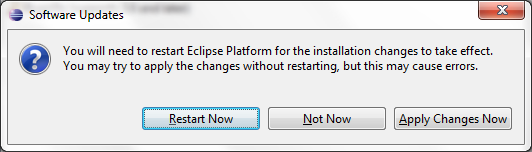 Software Updates
You will need to restart Eclipse Platform for the installation changes to take effect.
You may try to apply the changes without restarting, but this may cause errors.
Restart Now Not Now Apply Changes Now